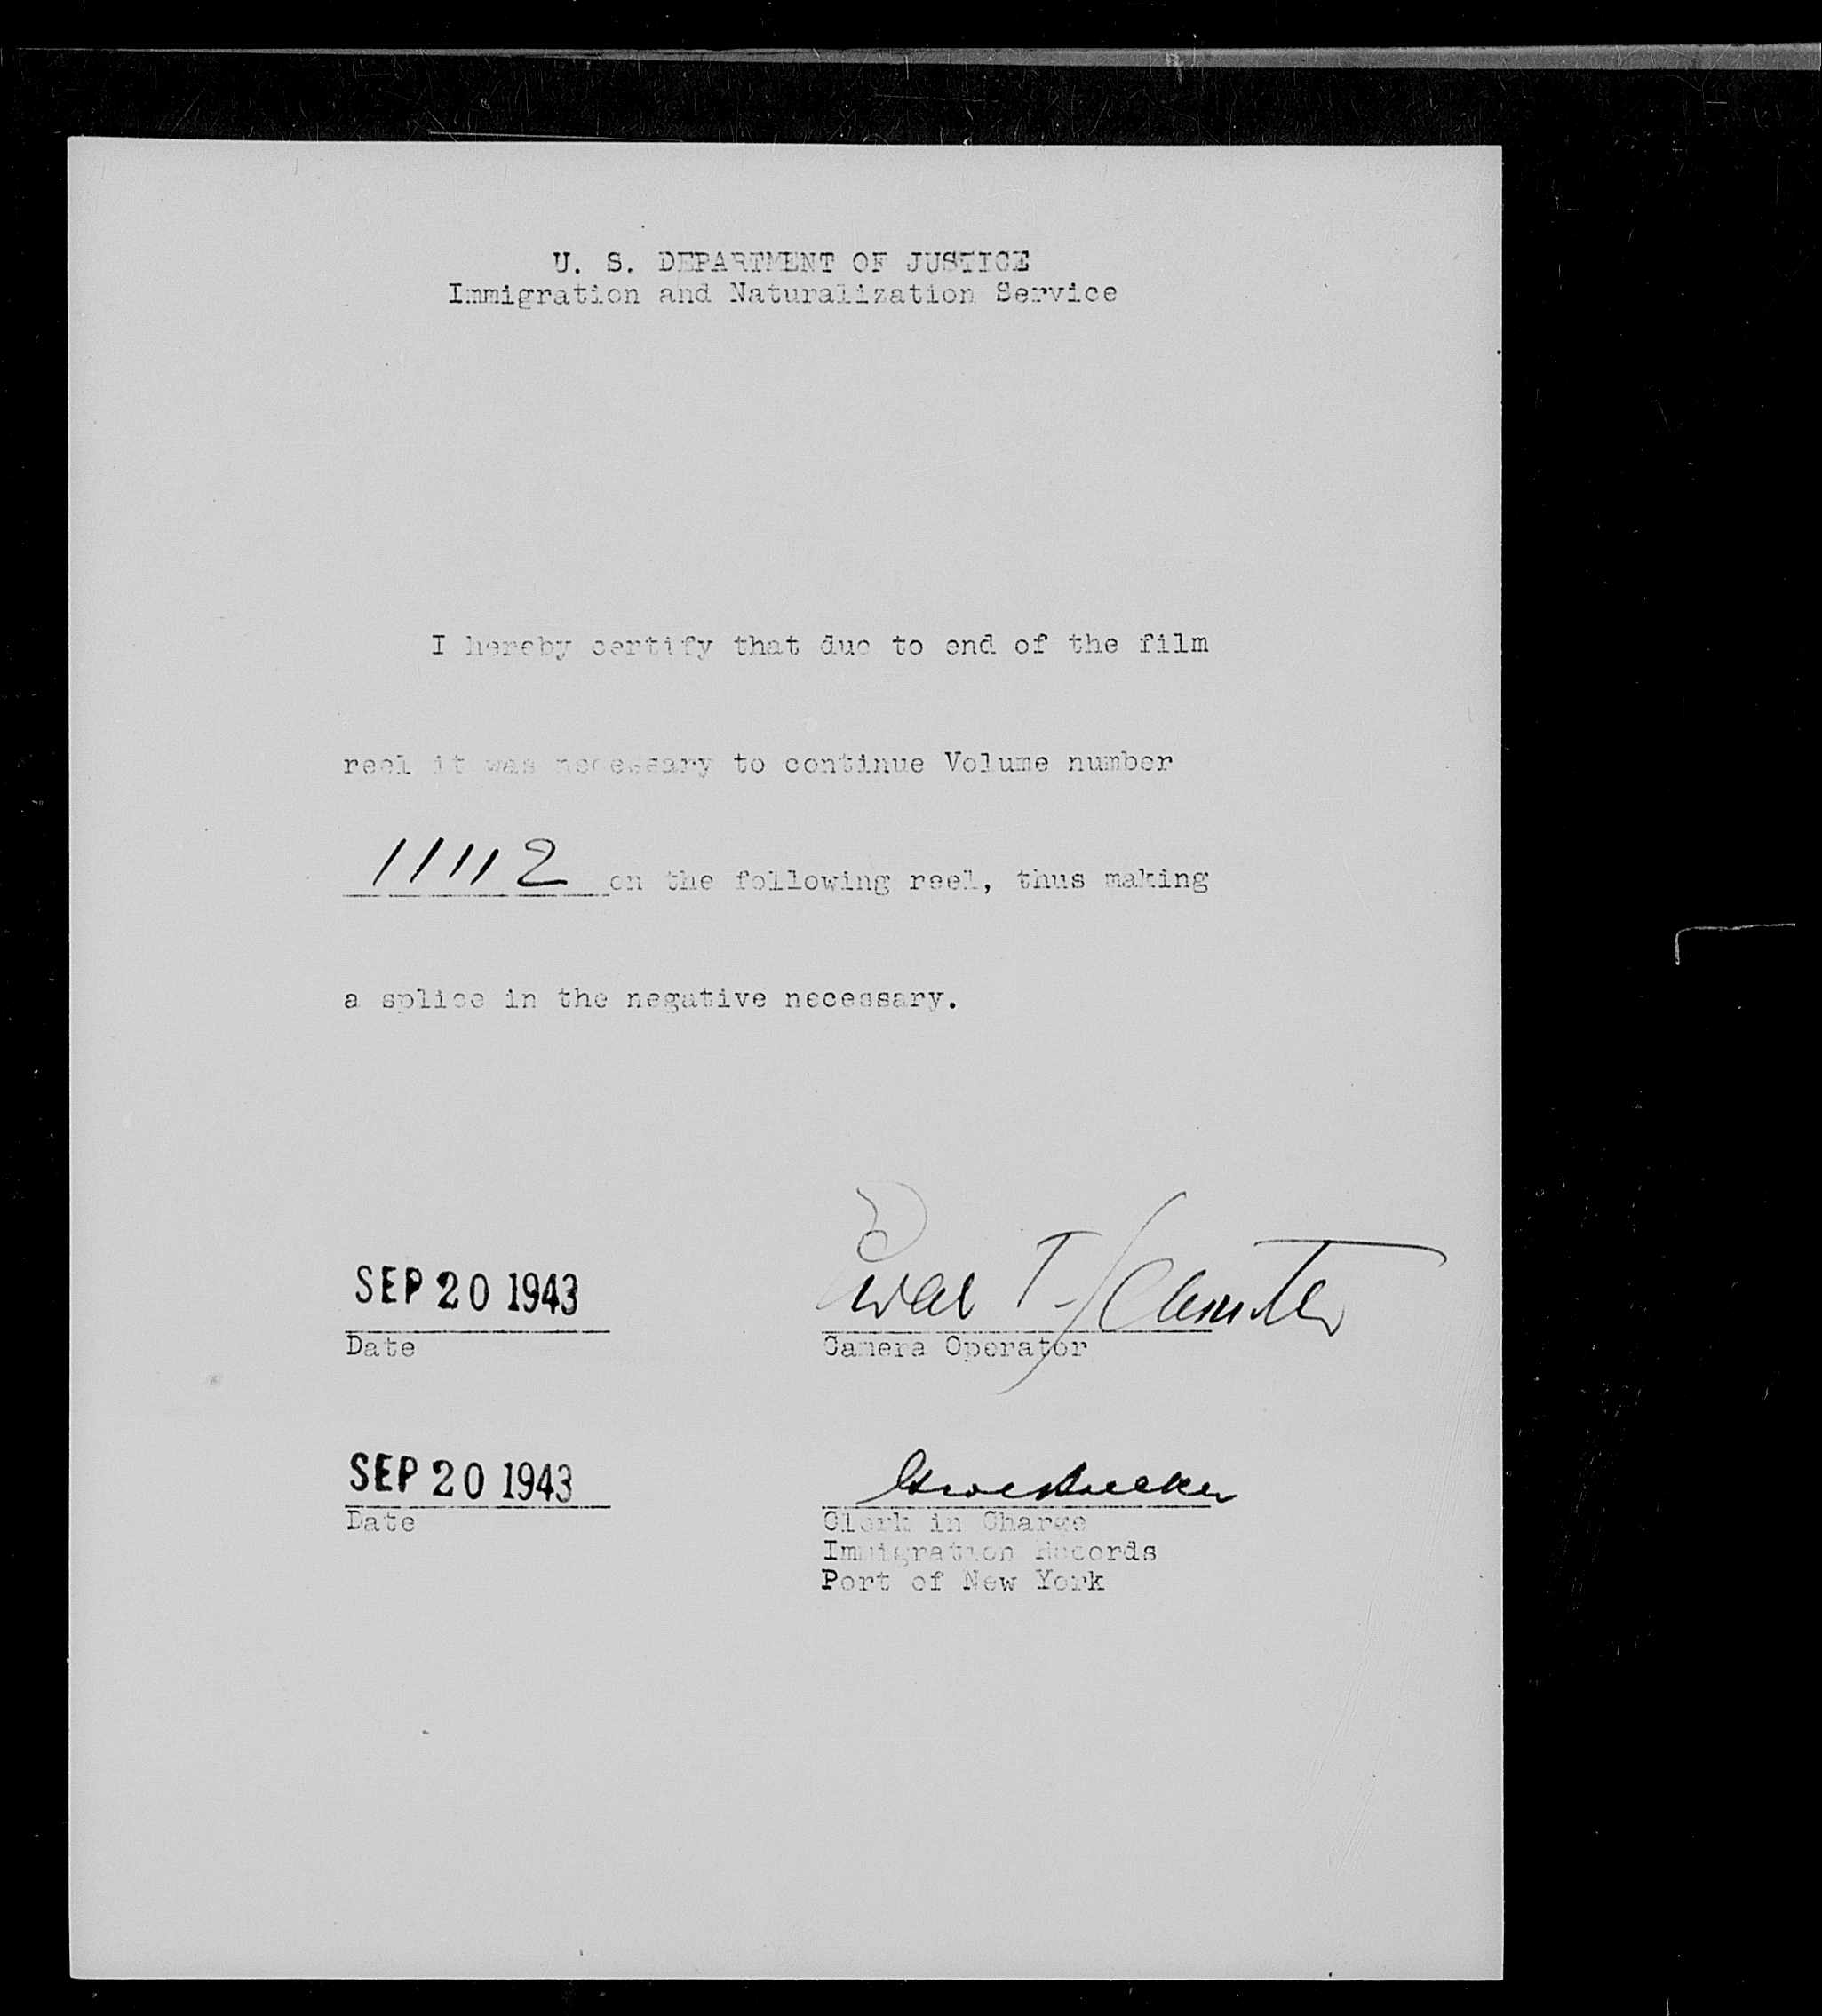 U. S. DEPARTMENT OF JUSTICE
Immigration and Naturalization Service
I hereby certify that due to end of the film
reel it was necessary to continue Volume number
11112 on the following reel, thus making
a splice in the negative necessary.
SEP 20 1943
Date
Camera Operator
SEP 20 1943
Date
Clerk in Charge
Immigration Records
Port of New York